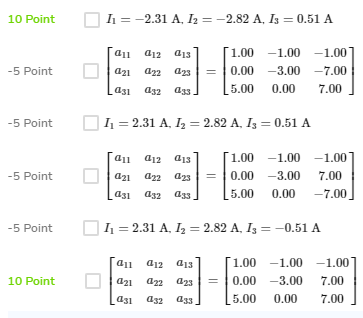 10 Point I₁ = −2.31 A, I₂ = −2.82 A, I₃ = 0.51 A
[a₁₁ a₁₂ a₁₃] [1.00 −1.00 −1.00]
-5 Point [a₂₁ a₂₂ a₂₃] = [0.00 −3.00 −7.00]
[a₃₁ a₃₂ a₃₃] [5.00 0.00 7.00]
-5 Point I₁ = 2.31 A, I₂ = 2.82 A, I₃ = 0.51 A
[a₁₁ a₁₂ a₁₃] [1.00 −1.00 −1.00]
-5 Point [a₂₁ a₂₂ a₂₃] = [0.00 −3.00 7.00]
[a₃₁ a₃₂ a₃₃] [5.00 0.00 −7.00]
-5 Point I₁ = 2.31 A, I₂ = 2.82 A, I₃ = −0.51 A
[a₁₁ a₁₂ a₁₃] [1.00 −1.00 −1.00]
10 Point [a₂₁ a₂₂ a₂₃] = [0.00 −3.00 7.00]
[a₃₁ a₃₂ a₃₃] [5.00 0.00 7.00]